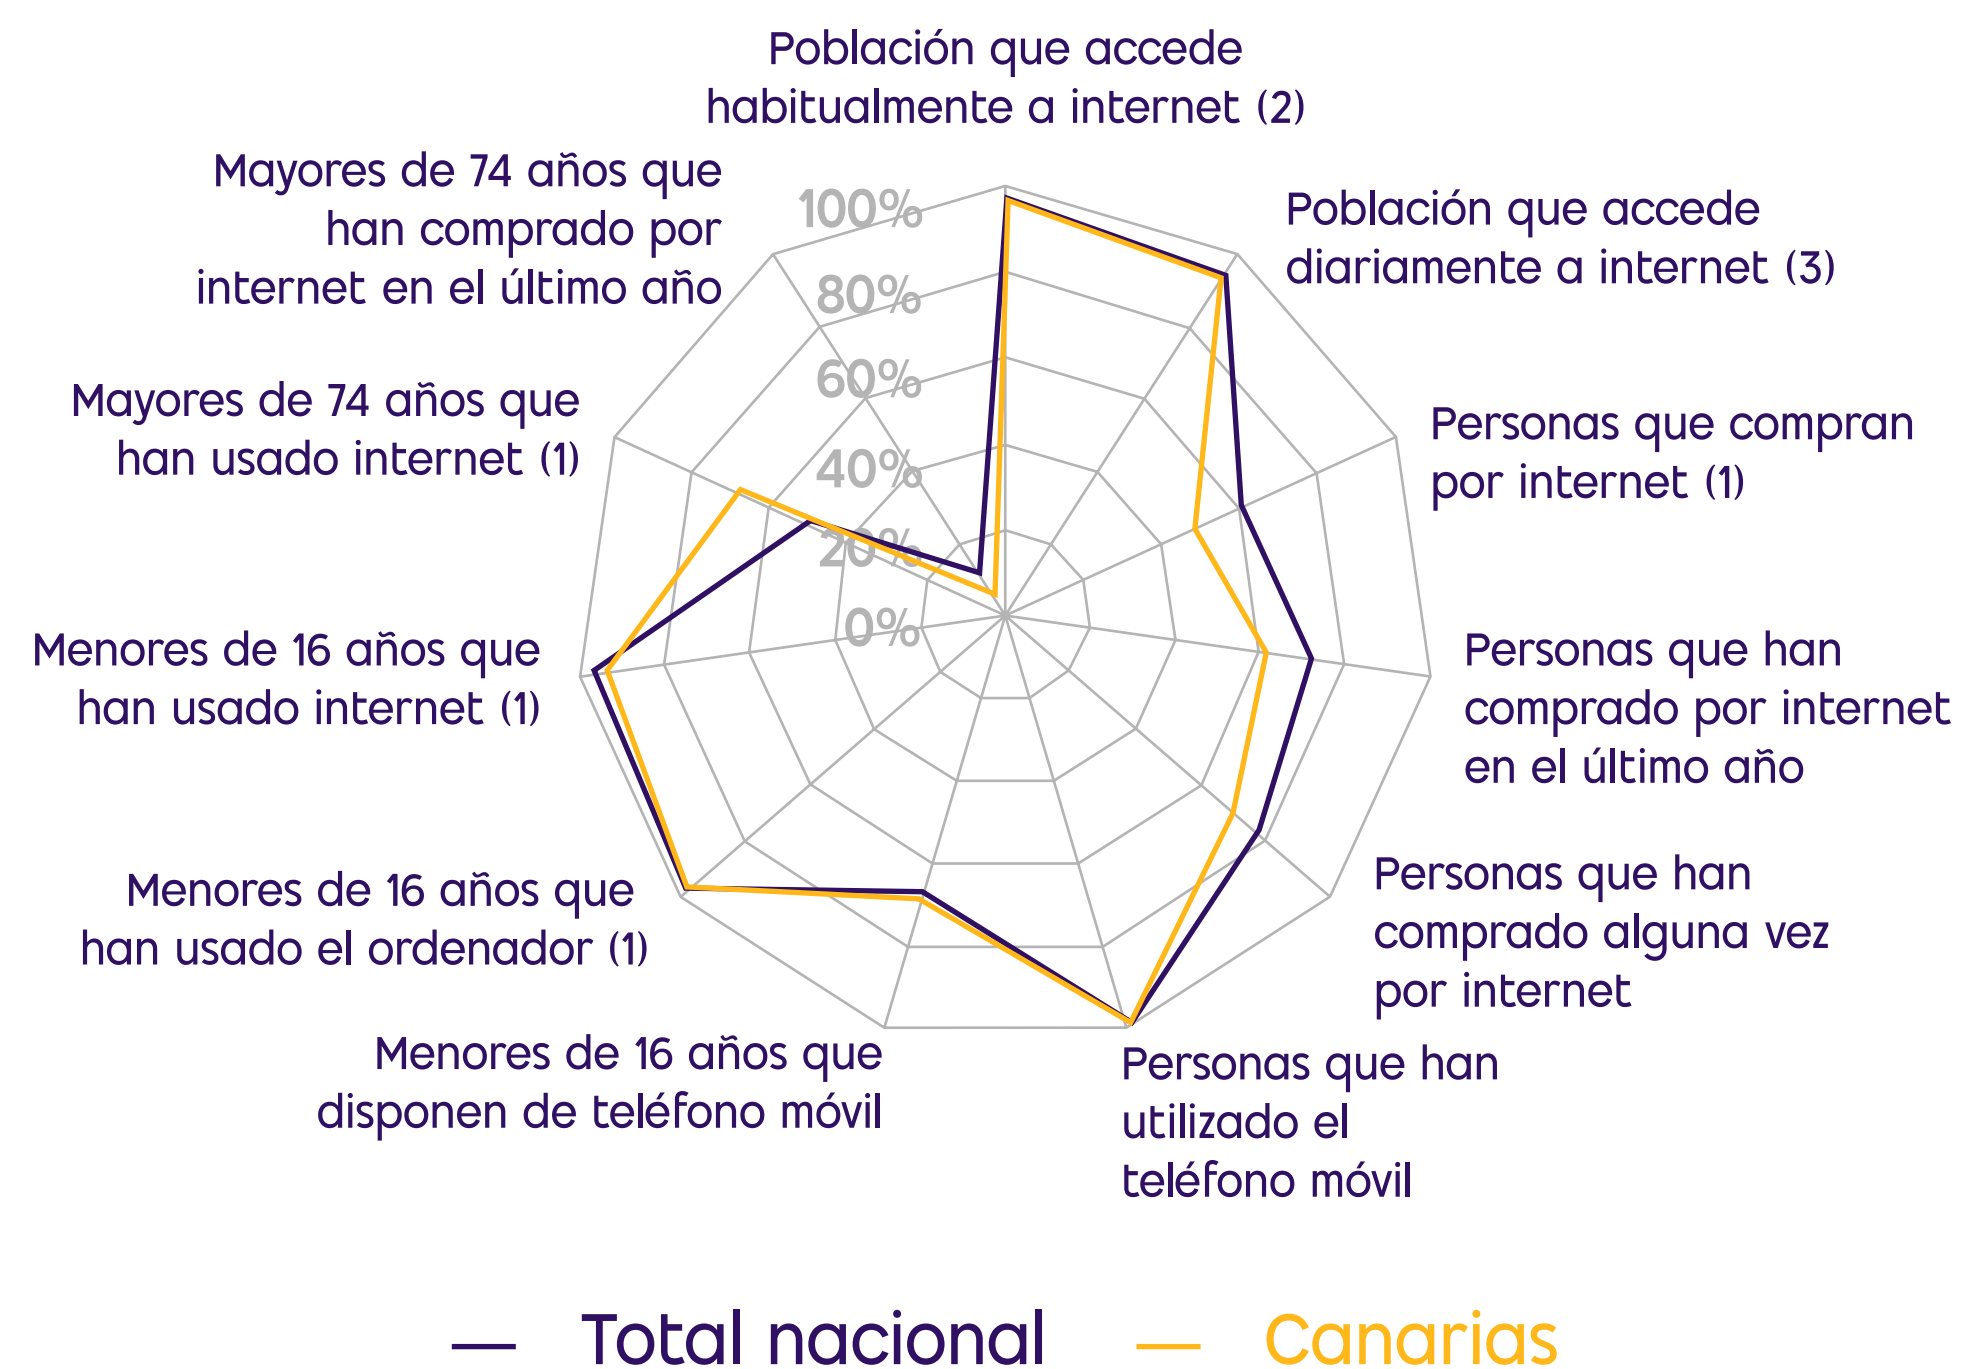 Población que accede
habitualmente a internet (2)
Mayores de 74 años que
han comprado por
internet en el último año
100%
80%
60%
40%
20%
0%
Población que accede
diariamente a internet (3)
Mayores de 74 años que
han usado internet (1)
Personas que compran
por internet (1)
Menores de 16 años que
han usado internet (1)
Personas que han
comprado por internet
en el último año
Menores de 16 años que
han usado el ordenador (1)
Personas que han
comprado alguna vez
por internet
Menores de 16 años que
disponen de teléfono móvil
Personas que han
utilizado el
teléfono móvil
Total nacional
Canarias